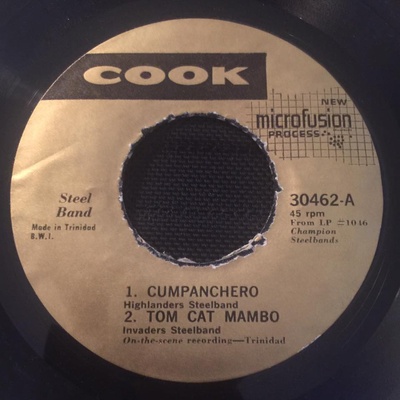 COOK
NEW
microfusion
PROCESS
Steel
Band
Made in Trinidad
B.W.I.
30462-A
45 rpm
From LP #1046
Champion
Steelbands
1. CUMPANCHERO
Highlanders Steelband
2. TOM CAT MAMBO
Invaders Steelband
On-the-scene recording—Trinidad